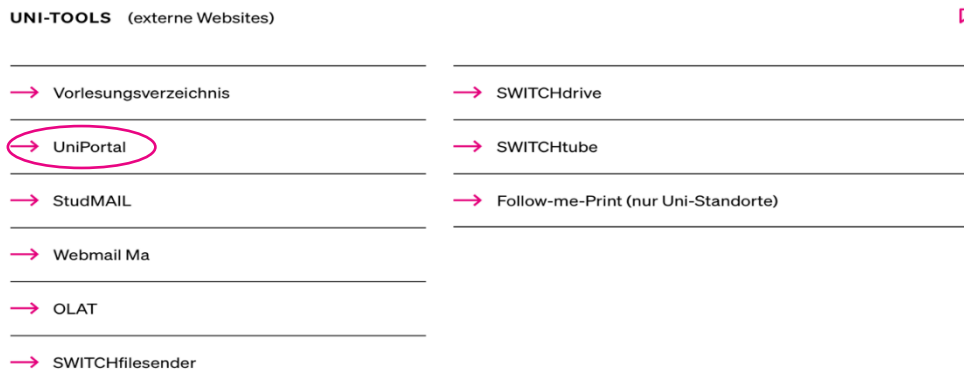 UNI-TOOLS (externe Websites)
Vorlesungsverzeichnis
UniPortal
StudMAIL
Webmail Ma
OLAT
SWITCHfilesender
SWITCHdrive
SWITCHtube
Follow-me-Print (nur Uni-Standorte)